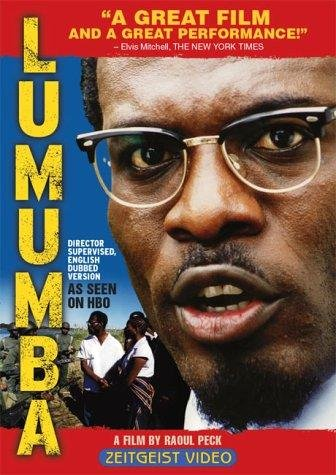 “A GREAT FILM
AND A GREAT PERFORMANCE!”
– Elvis Mitchell, THE NEW YORK TIMES
LUMUMBA
DIRECTOR
SUPERVISED,
ENGLISH
DUBBED
VERSION
AS SEEN
ON HBO
A FILM BY RAOUL PECK
ZEITGEIST VIDEO